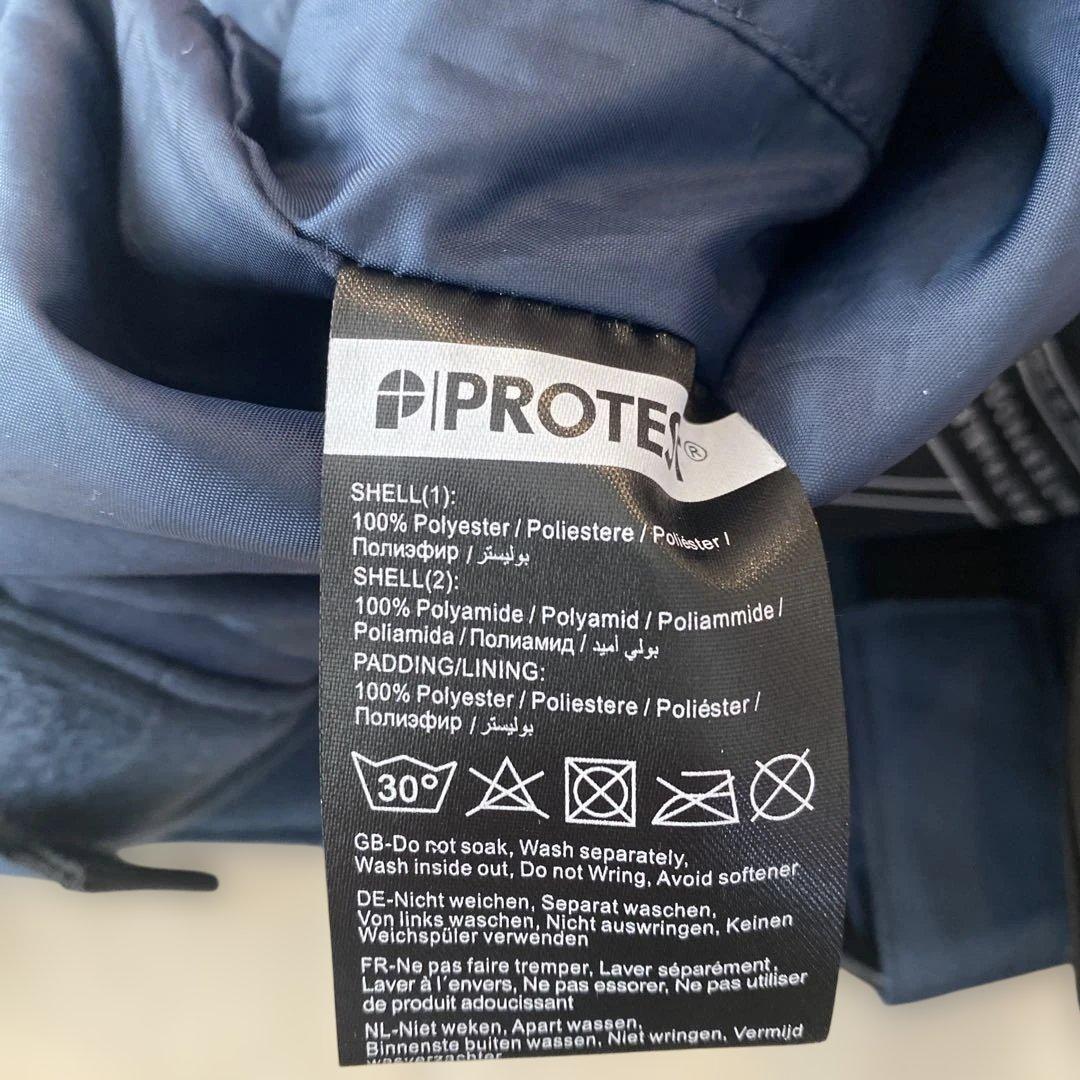 PROTEST®
SHELL(1):
100% Polyester / Poliestere / Poliéster /
Полиэфир / بوليستر
SHELL(2):
100% Polyamide / Polyamid / Poliammide /
Poliamida / Полиамид / بولي أميد
PADDING/LINING:
100% Polyester / Poliestere / Poliéster /
Полиэфир / بوليستر
30°
GB-Do not soak, Wash separately,
Wash inside out, Do not Wring, Avoid softener
DE-Nicht weichen, Separat waschen,
Von links waschen, Nicht auswringen, Keinen
Weichspüler verwenden
FR-Ne pas faire tremper, Laver séparément,
Laver à l'envers, Ne pas essorer, Ne pas utiliser
de produit adoucissant
NL-Niet weken, Apart wassen,
Binnenste buiten wassen, Niet wringen, Vermijd
wasverzachter